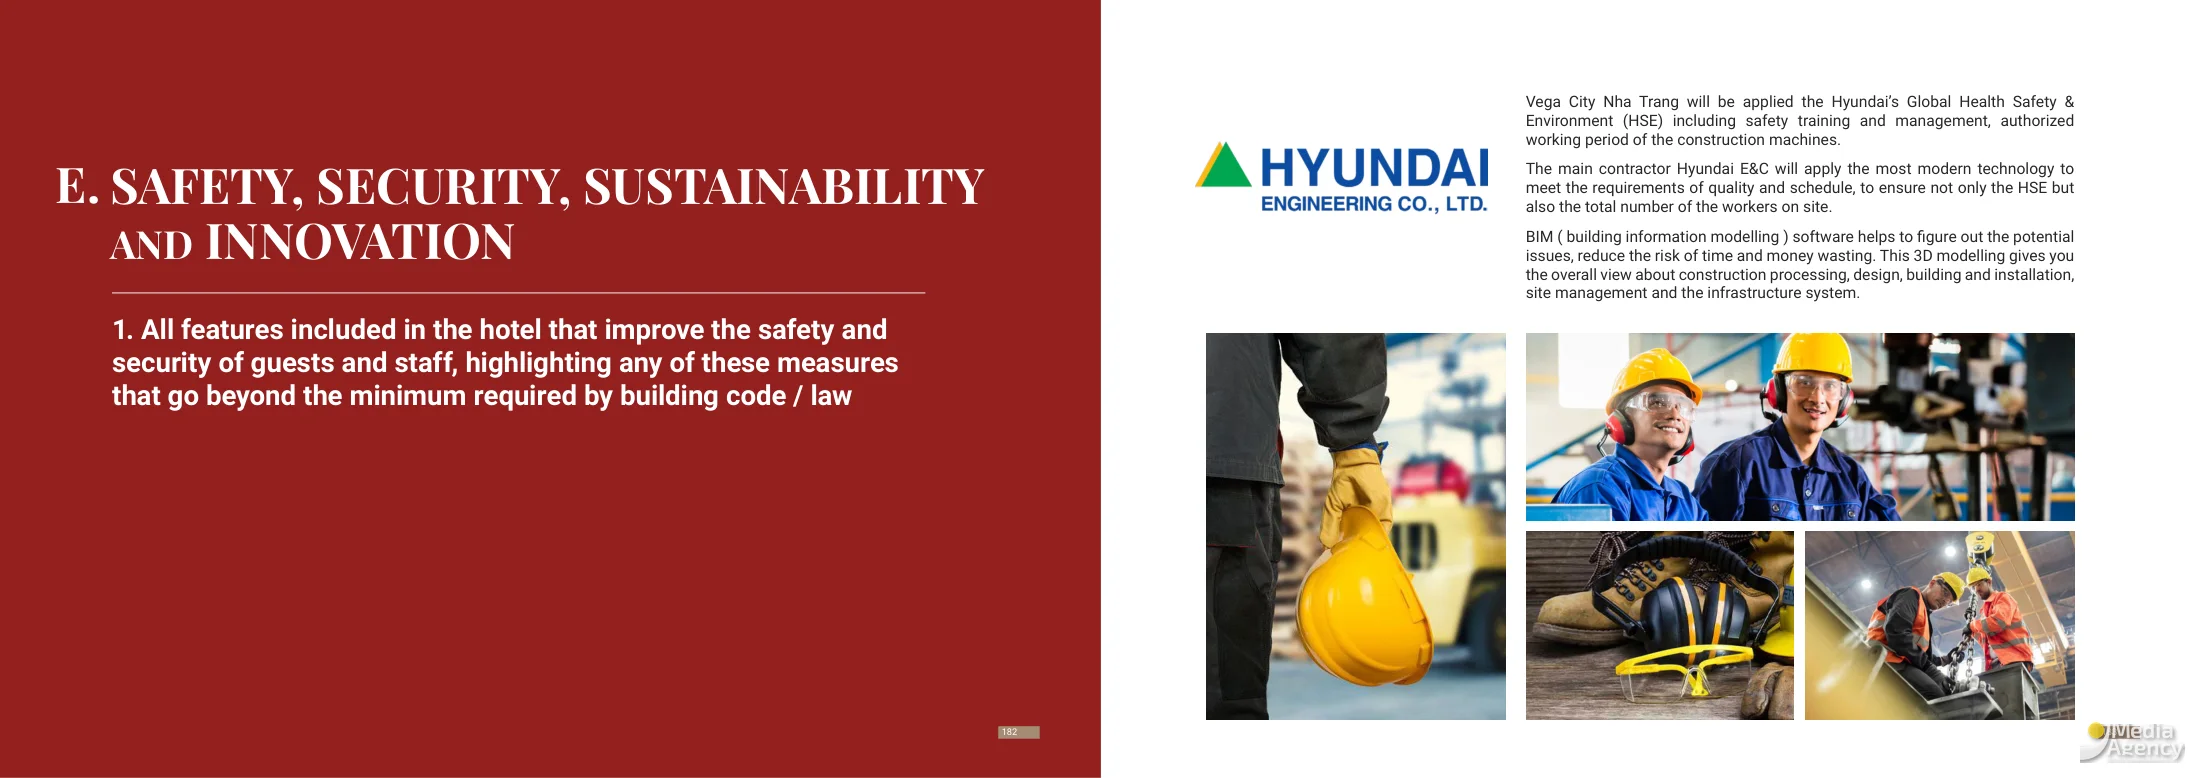 E. SAFETY, SECURITY, SUSTAINABILITY
AND INNOVATION
1. All features included in the hotel that improve the safety and
security of guests and staff, highlighting any of these measures
that go beyond the minimum required by building code / law
182
HYUNDAI
ENGINEERING CO., LTD.
Vega City Nha Trang will be applied the Hyundai’s Global Health Safety &
Environment (HSE) including safety training and management, authorized
working period of the construction machines.
The main contractor Hyundai E&C will apply the most modern technology to
meet the requirements of quality and schedule, to ensure not only the HSE but
also the total number of the workers on site.
BIM ( building information modelling ) software helps to figure out the potential
issues, reduce the risk of time and money wasting. This 3D modelling gives you
the overall view about construction processing, design, building and installation,
site management and the infrastructure system.
Media
Agency